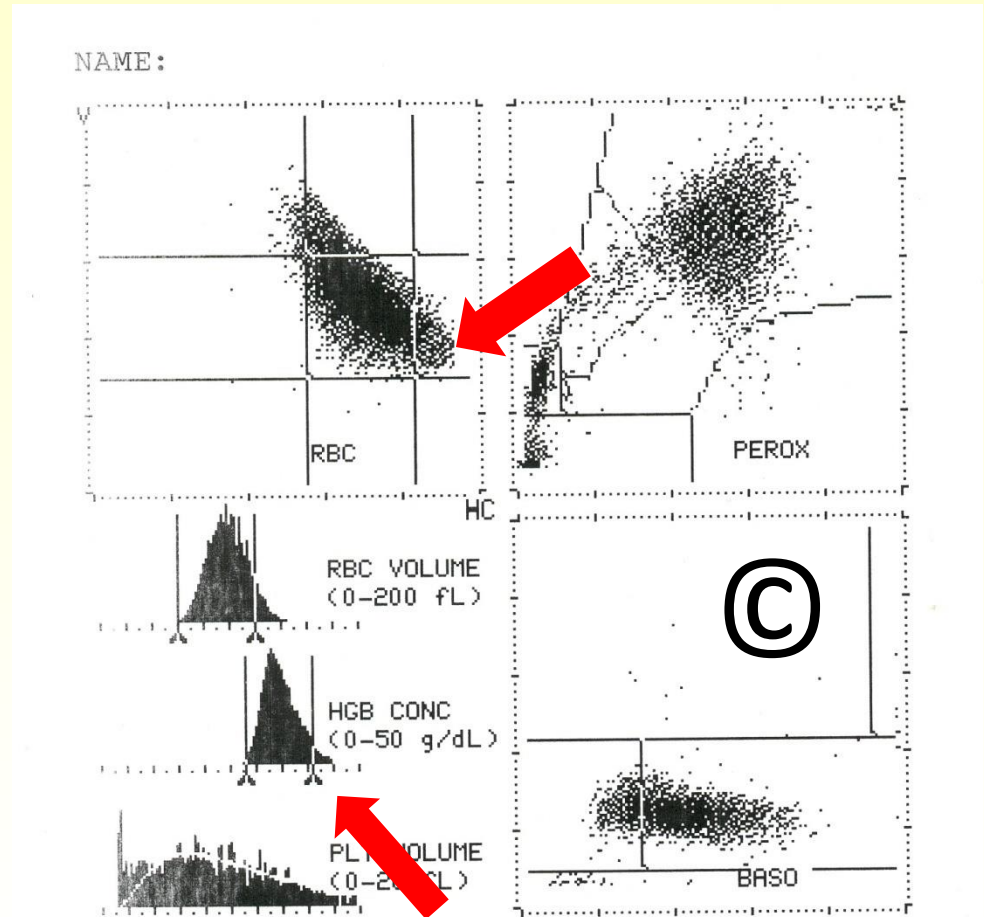 NAME:
V
RBC
HC
PEROX
RBC VOLUME
(0-200 fL)
HGB CONC
(0-50 g/dL)
©
BASO